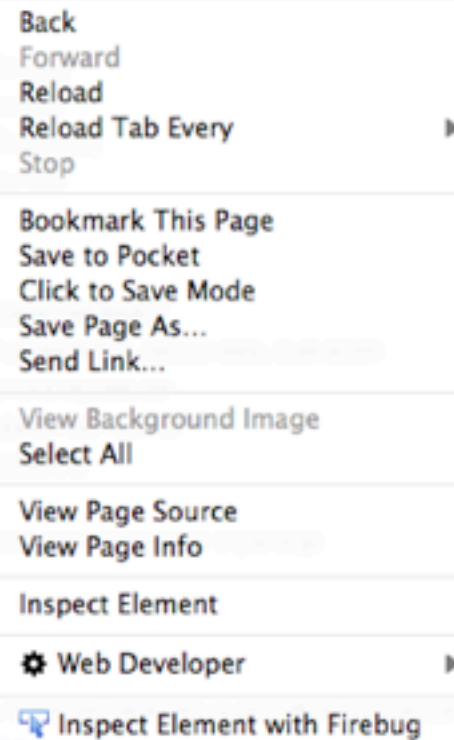 Back
Forward
Reload
Reload Tab Every
Stop
Bookmark This Page
Save to Pocket
Click to Save Mode
Save Page As...
Send Link...
View Background Image
Select All
View Page Source
View Page Info
Inspect Element
Web Developer
Inspect Element with Firebug